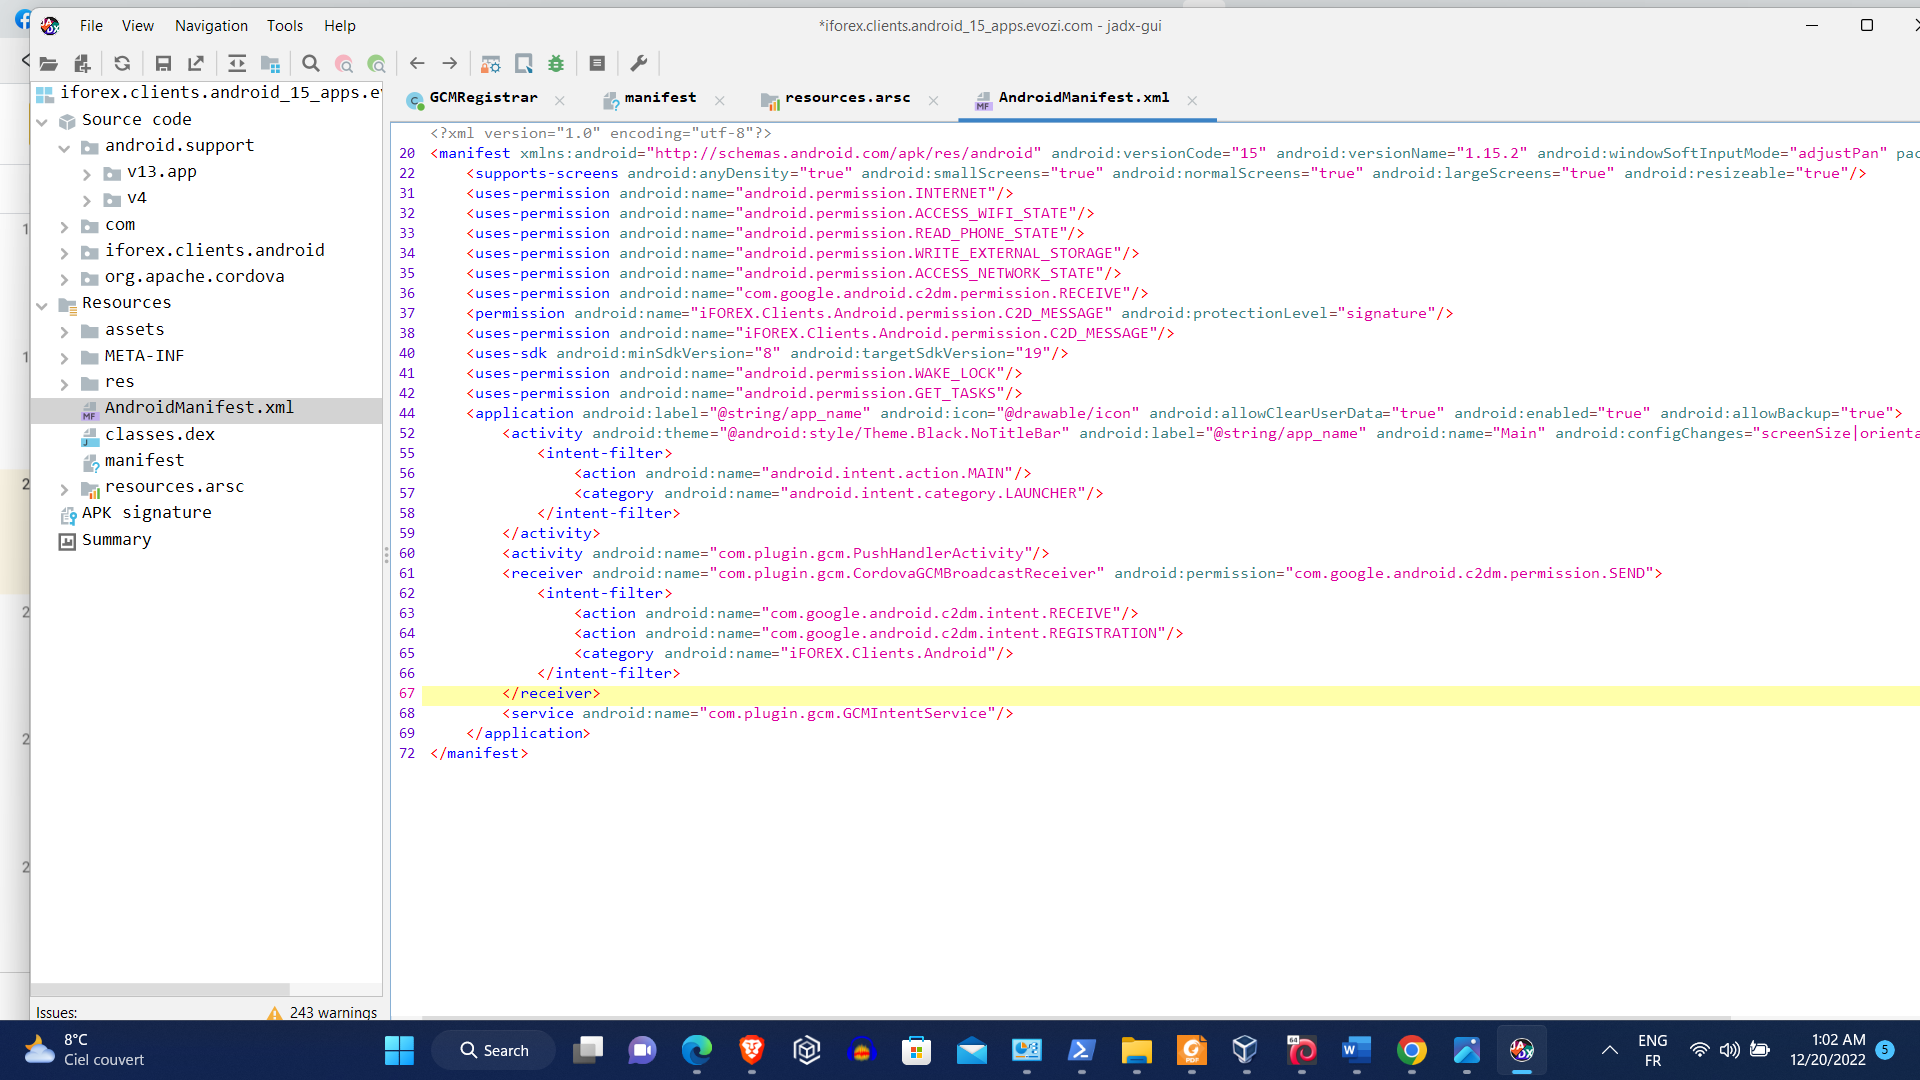 File View Navigation Tools Help
*iforex.clients.android_15_apps.evozi.com - jadx-gui
iforex.clients.android_15_apps.ev
Source code
android.support
v13.app
v4
com
iforex.clients.android
org.apache.cordova
Resources
assets
META-INF
res
AndroidManifest.xml
classes.dex
manifest
resources.arsc
APK signature
Summary
Issues: 243 warnings
GCMRegistrar manifest resources.arsc AndroidManifest.xml
<?xml version="1.0" encoding="utf-8"?>
20 <manifest xmlns:android="http://schemas.android.com/apk/res/android" android:versionCode="15" android:versionName="1.15.2" android:windowSoftInputMode="adjustPan" pac
22 <supports-screens android:anyDensity="true" android:smallScreens="true" android:normalScreens="true" android:largeScreens="true" android:resizeable="true"/>
31 <uses-permission android:name="android.permission.INTERNET"/>
32 <uses-permission android:name="android.permission.ACCESS_WIFI_STATE"/>
33 <uses-permission android:name="android.permission.READ_PHONE_STATE"/>
34 <uses-permission android:name="android.permission.WRITE_EXTERNAL_STORAGE"/>
35 <uses-permission android:name="android.permission.ACCESS_NETWORK_STATE"/>
36 <uses-permission android:name="com.google.android.c2dm.permission.RECEIVE"/>
37 <permission android:name="iFOREX.Clients.Android.permission.C2D_MESSAGE" android:protectionLevel="signature"/>
38 <uses-permission android:name="iFOREX.Clients.Android.permission.C2D_MESSAGE"/>
40 <uses-sdk android:minSdkVersion="8" android:targetSdkVersion="19"/>
41 <uses-permission android:name="android.permission.WAKE_LOCK"/>
42 <uses-permission android:name="android.permission.GET_TASKS"/>
44 <application android:label="@string/app_name" android:icon="@drawable/icon" android:allowClearUserData="true" android:enabled="true" android:allowBackup="true">
52 <activity android:theme="@android:style/Theme.Black.NoTitleBar" android:label="@string/app_name" android:name="Main" android:configChanges="screenSize|orienta
55 <intent-filter>
56 <action android:name="android.intent.action.MAIN"/>
57 <category android:name="android.intent.category.LAUNCHER"/>
58 </intent-filter>
59 </activity>
60 <activity android:name="com.plugin.gcm.PushHandlerActivity"/>
61 <receiver android:name="com.plugin.gcm.CordovaGCMBroadcastReceiver" android:permission="com.google.android.c2dm.permission.SEND">
62 <intent-filter>
63 <action android:name="com.google.android.c2dm.intent.RECEIVE"/>
64 <action android:name="com.google.android.c2dm.intent.REGISTRATION"/>
65 <category android:name="iFOREX.Clients.Android"/>
66 </intent-filter>
67 </receiver>
68 <service android:name="com.plugin.gcm.GCMIntentService"/>
69 </application>
72 </manifest>
8°C
Ciel couvert
Search
ENG
FR
1:02 AM
12/20/2022
5